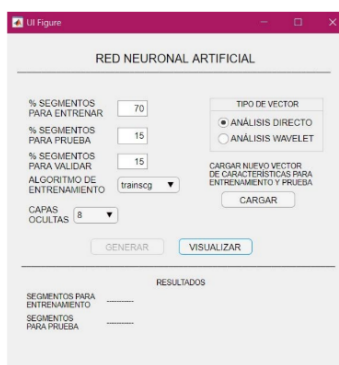 UI Figure
RED NEURONAL ARTIFICIAL
% SEGMENTOS
PARA ENTRENAR
70
% SEGMENTOS
PARA PRUEBA
15
% SEGMENTOS
PARA VALIDAR
15
ALGORITMO DE
ENTRENAMIENTO
trainscg
CAPAS
OCULTAS
8
TIPO DE VECTOR
ANÁLISIS DIRECTO
ANÁLISIS WAVELET
CARGAR NUEVO VECTOR
DE CARACTERÍSTICAS PARA
ENTRENAMIENTO Y PRUEBA
CARGAR
GENERAR
VISUALIZAR
RESULTADOS
SEGMENTOS PARA
ENTRENAMIENTO
----------
SEGMENTOS
PARA PRUEBA
----------